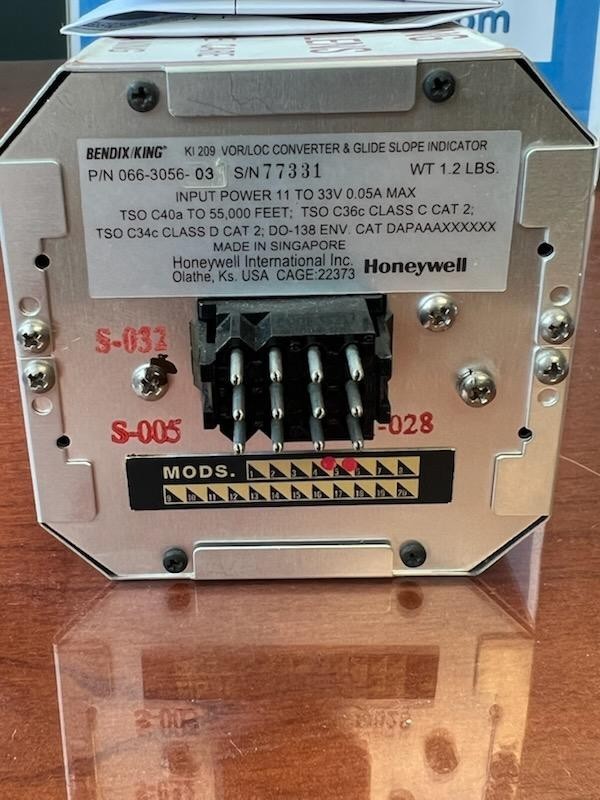 LENS
.com
BENDIX/KING® KI 209 VOR/LOC CONVERTER & GLIDE SLOPE INDICATOR
P/N 066-3056- 03 S/N 77331 WT 1.2 LBS.
INPUT POWER 11 TO 33V 0.05A MAX
TSO C40a TO 55,000 FEET; TSO C36c CLASS C CAT 2;
TSO C34c CLASS D CAT 2; DO-138 ENV. CAT DAPAAAXXXXXX
MADE IN SINGAPORE
Honeywell International Inc. Honeywell
Olathe, Ks. USA CAGE:22373
S-032
S-005 -028
MODS. 1 2 3 4 5 6 7 8
9 10 11 12 13 14 15 16 17 18 19 20